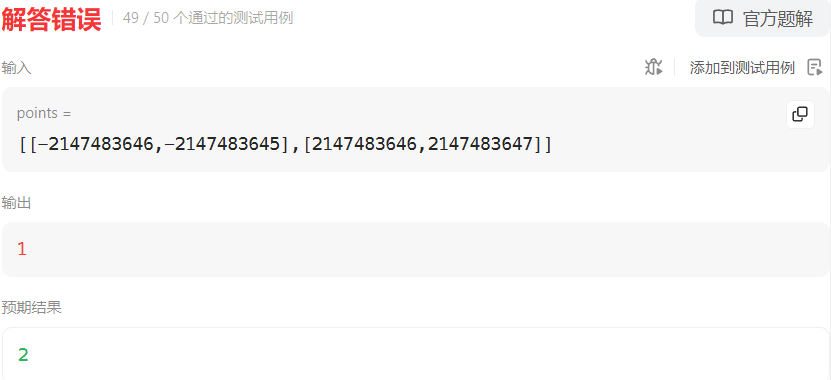 解答错误 49 / 50 个通过的测试用例 官方题解
输入 添加到测试用例
points =
[[-2147483646,-2147483645],[2147483646,2147483647]]
输出
1
预期结果
2